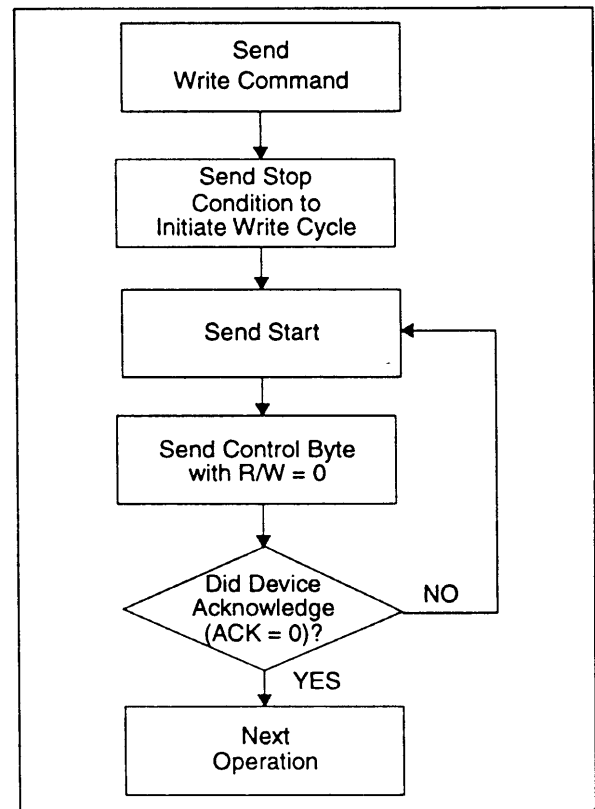 Send
Write Command
Send Stop
Condition to
Initiate Write Cycle
Send Start
Send Control Byte
with R/W = 0
Did Device
Acknowledge
(ACK = 0)?
NO
YES
Next
Operation